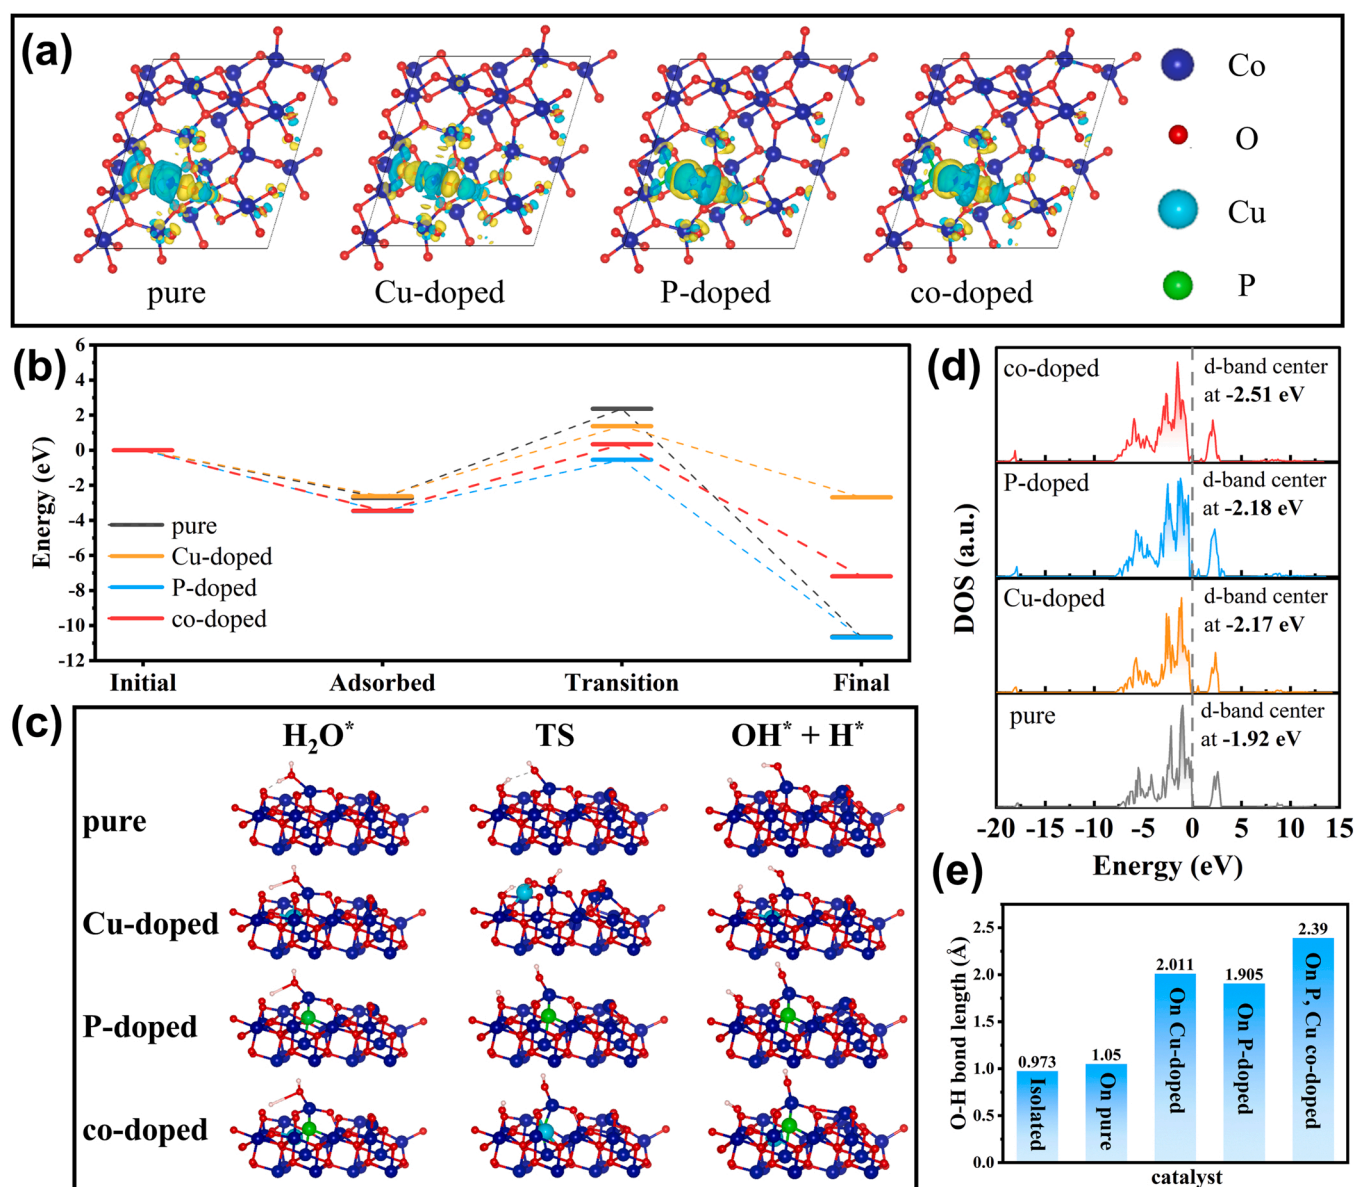 (a)
Co
O
Cu
P
pure
Cu-doped
P-doped
co-doped
(b)
Energy (eV)
6
4
2
0
-2
-4
-6
-8
-10
-12
pure
Cu-doped
P-doped
co-doped
Initial
Adsorbed
Transition
Final
(c)
H₂O*
TS
OH* + H*
pure
Cu-doped
P-doped
co-doped
(d)
DOS (a.u.)
co-doped
d-band center
at -2.51 eV
P-doped
d-band center
at -2.18 eV
Cu-doped
d-band center
at -2.17 eV
pure
d-band center
at -1.92 eV
-20 -15 -10 -5 0 5 10 15
Energy (eV)
(e)
O-H bond length (Å)
2.5
2.0
1.5
1.0
0.5
0.0
0.973
Isolated
1.05
On pure
2.011
On Cu-doped
1.905
On P-doped
2.39
On P, Cu co-doped
catalyst